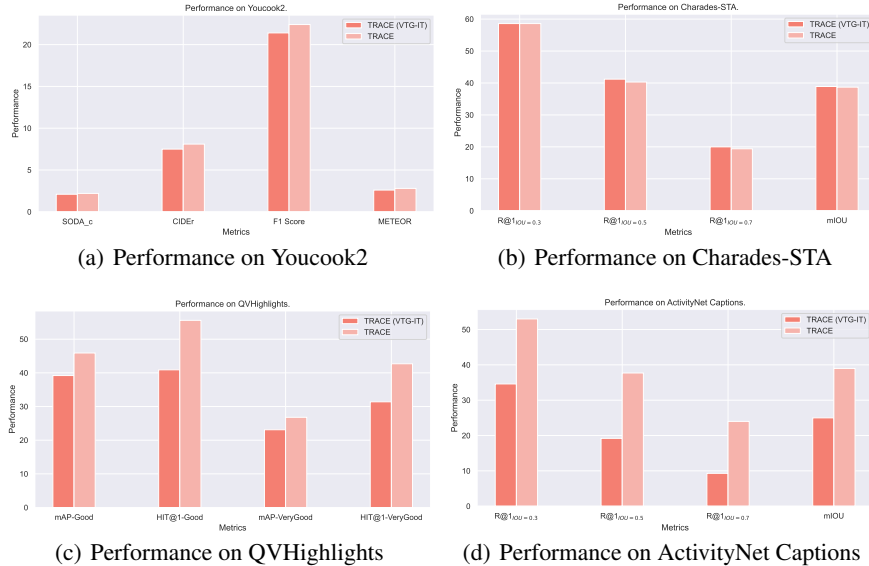 Performance on Youcook2.
TRACE (VTG-IT)
TRACE
20
15
10
5
0
Performance
SODA_c CIDEr F1 Score METEOR
Metrics
(a) Performance on Youcook2
Performance on Charades-STA.
TRACE (VTG-IT)
TRACE
60
50
40
30
20
10
0
Performance
R@1IOU = 0.3 R@1IOU = 0.5 R@1IOU = 0.7 mIOU
Metrics
(b) Performance on Charades-STA
Performance on QVHighlights.
TRACE (VTG-IT)
TRACE
50
40
30
20
10
0
Performance
mAP-Good HIT@1-Good mAP-VeryGood HIT@1-VeryGood
Metrics
(c) Performance on QVHighlights
Performance on ActivityNet Captions.
TRACE (VTG-IT)
TRACE
50
40
30
20
10
0
Performance
R@1IOU = 0.3 R@1IOU = 0.5 R@1IOU = 0.7 mIOU
Metrics
(d) Performance on ActivityNet Captions